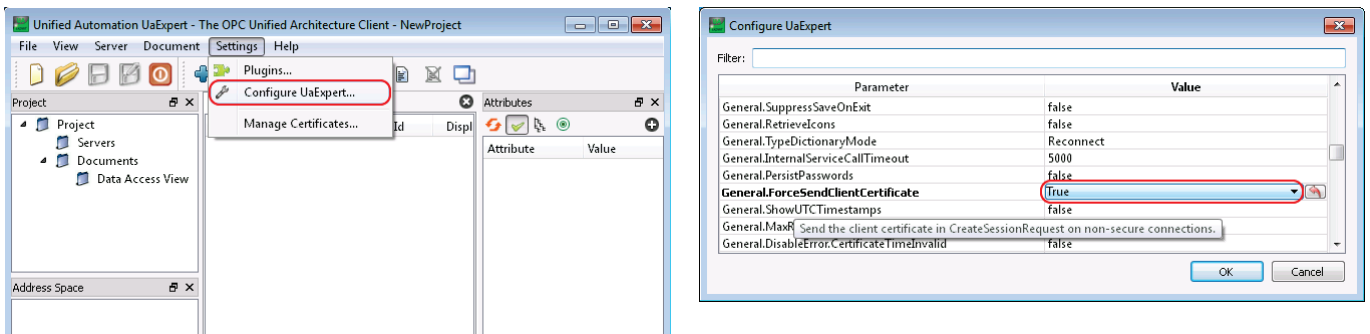 Unified Automation UaExpert - The OPC Unified Architecture Client - NewProject
File View Server Document Settings Help
Plugins...
Configure UaExpert...
Manage Certificates...
Project
Id
Displ
Project
Servers
Documents
Data Access View
Address Space
Attributes
Attribute Value
Configure UaExpert
Filter:
Parameter Value
General.SuppressSaveOnExit false
General.RetrieveIcons false
General.TypeDictionaryMode Reconnect
General.InternalServiceCallTimeout 5000
General.PersistPasswords false
General.ForceSendClientCertificate True
General.ShowUTCTimestamps false
General.MaxR
Send the client certificate in CreateSessionRequest on non-secure connections.
General.DisableError.CertificateTimeInvalid false
OK Cancel